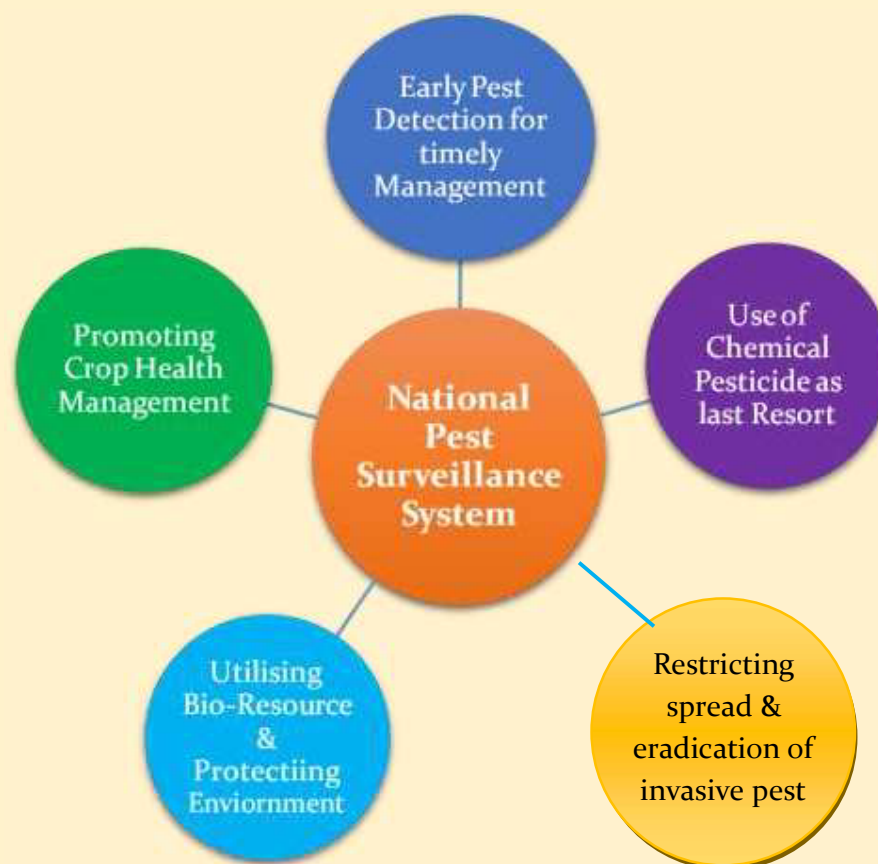 Early Pest
Detection for
timely
Management
Use of
Chemical
Pesticide as
last Resort
Restricting
spread &
eradication of
invasive pest
Utilising
Bio-Resource
&
Protectiing
Enviornment
Promoting
Crop Health
Management
National
Pest
Surveillance
System